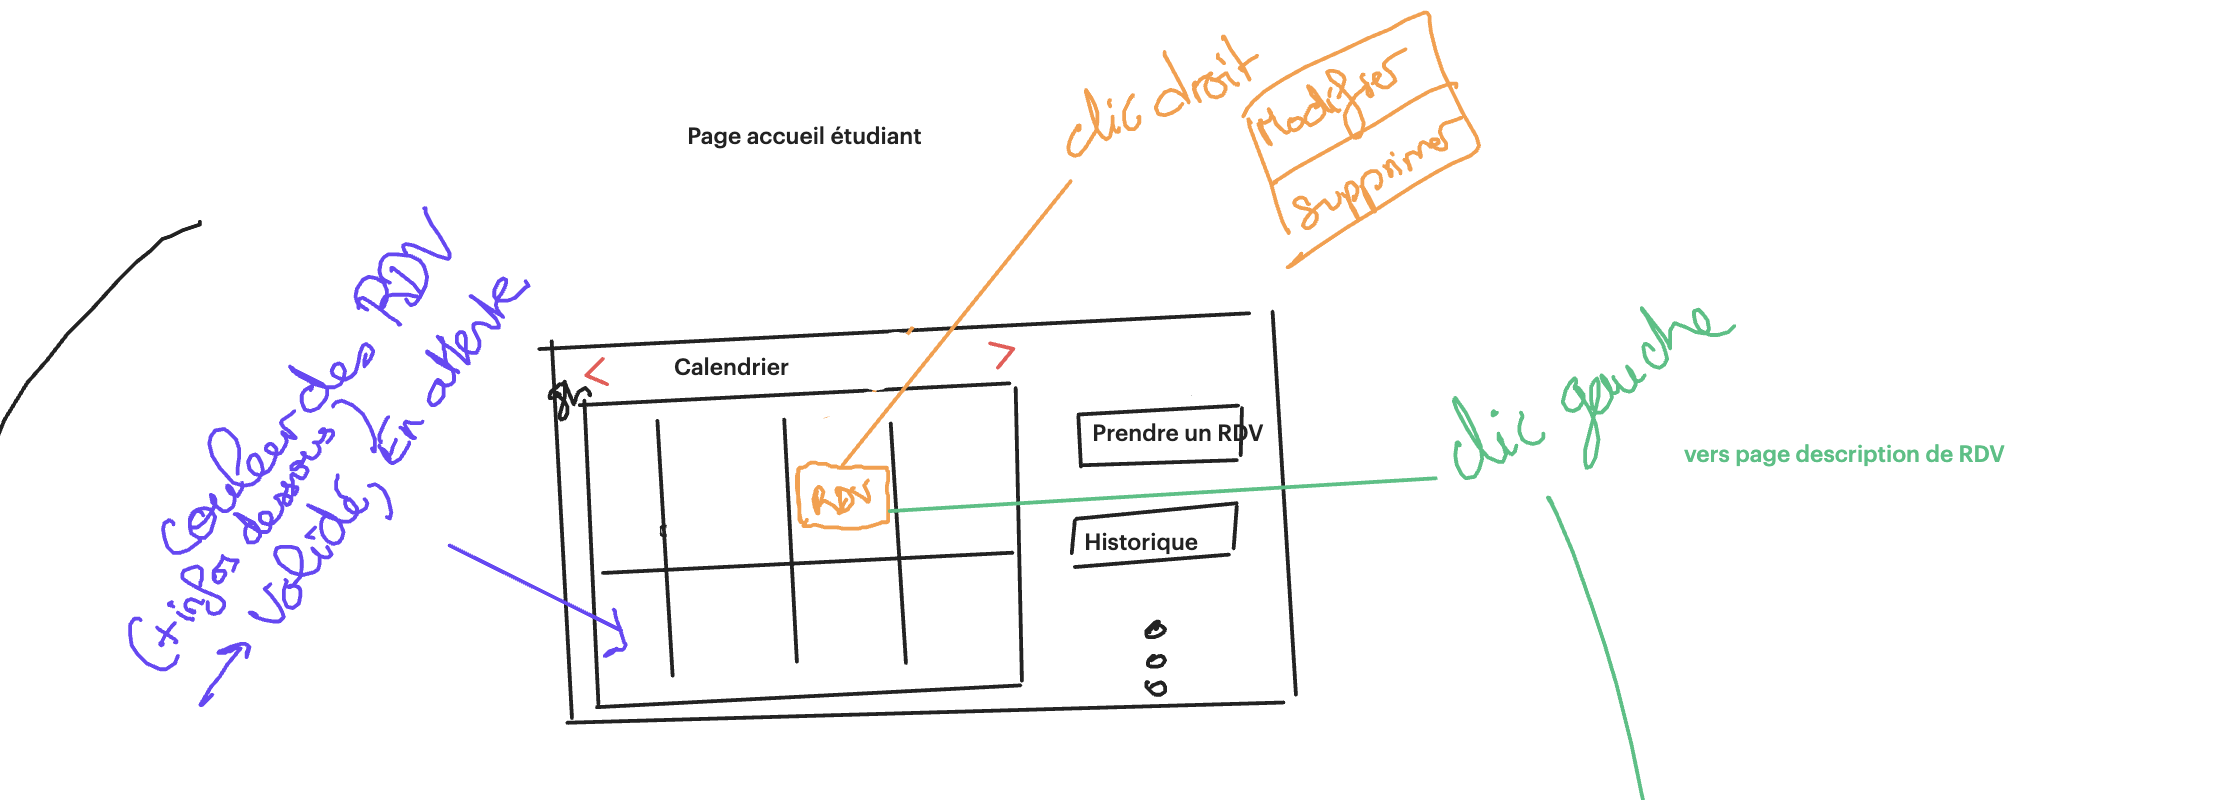 Page accueil étudiant
clic droit
Modifier
Supprimer
Couleur des RDV
(+ infos dessous)
→ Validé, En attente
< Calendrier >
RDV
Prendre un RDV
Historique
clic gauche
vers page description de RDV